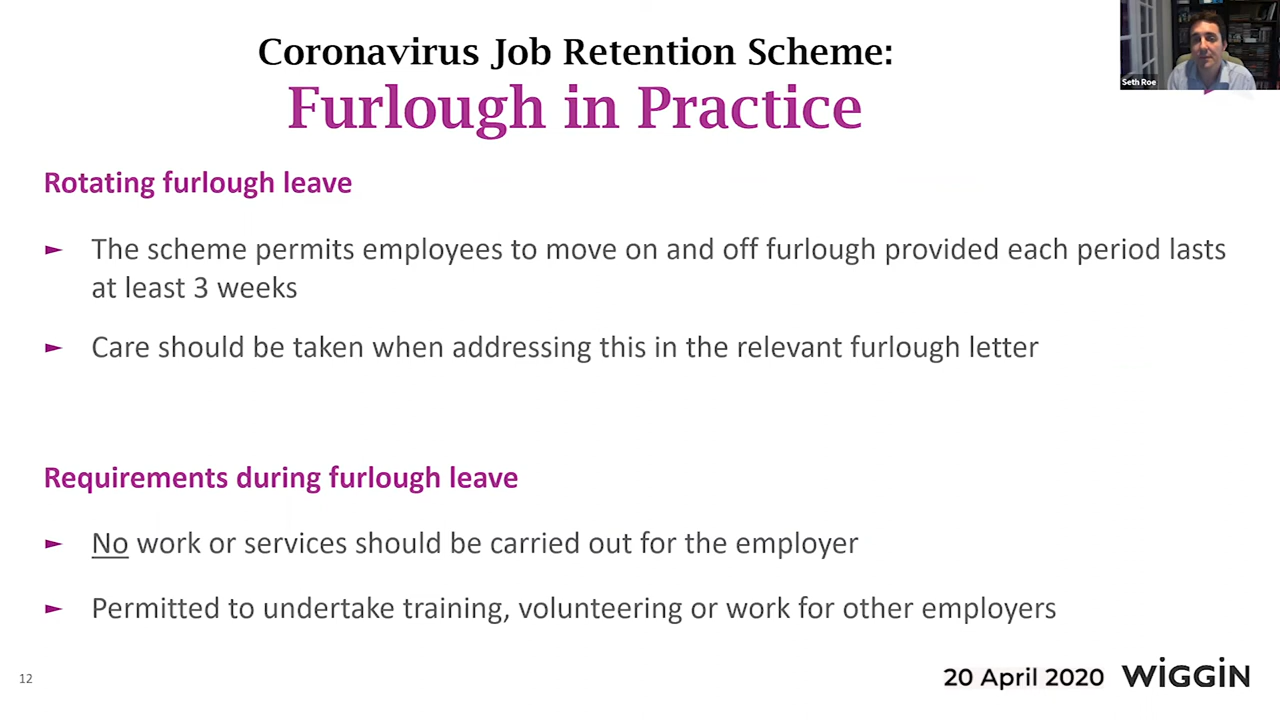 Coronavirus Job Retention Scheme:
Furlough in Practice
Seth Roe
Rotating furlough leave
► The scheme permits employees to move on and off furlough provided each period lasts
at least 3 weeks
► Care should be taken when addressing this in the relevant furlough letter
Requirements during furlough leave
► No work or services should be carried out for the employer
► Permitted to undertake training, volunteering or work for other employers
12
20 April 2020 WIGGIN